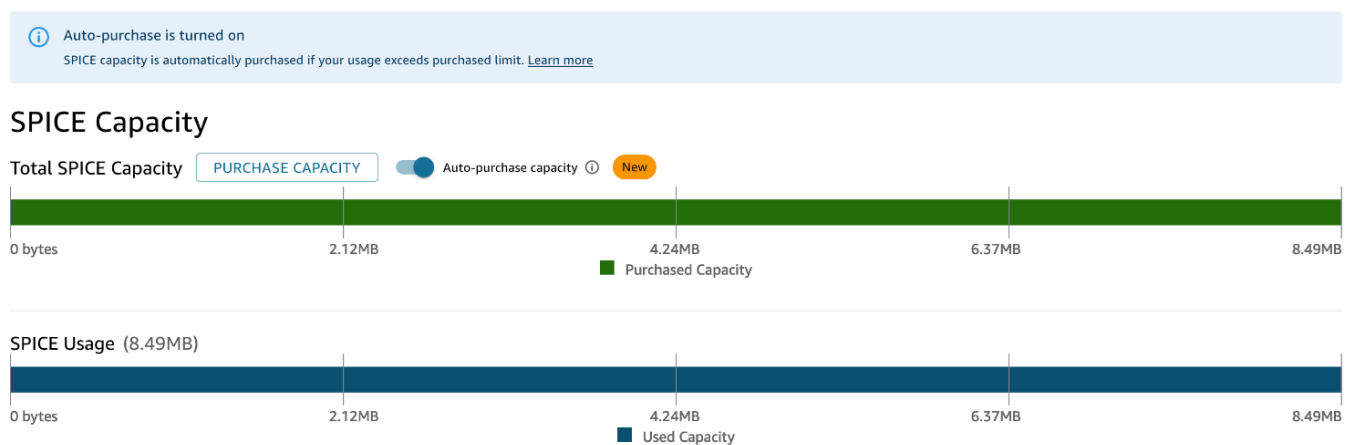 Auto-purchase is turned on
SPICE capacity is automatically purchased if your usage exceeds purchased limit. Learn more
SPICE Capacity
Total SPICE Capacity PURCHASE CAPACITY Auto-purchase capacity New
0 bytes 2.12MB 4.24MB 6.37MB 8.49MB
Purchased Capacity
SPICE Usage (8.49MB)
0 bytes 2.12MB 4.24MB 6.37MB 8.49MB
Used Capacity